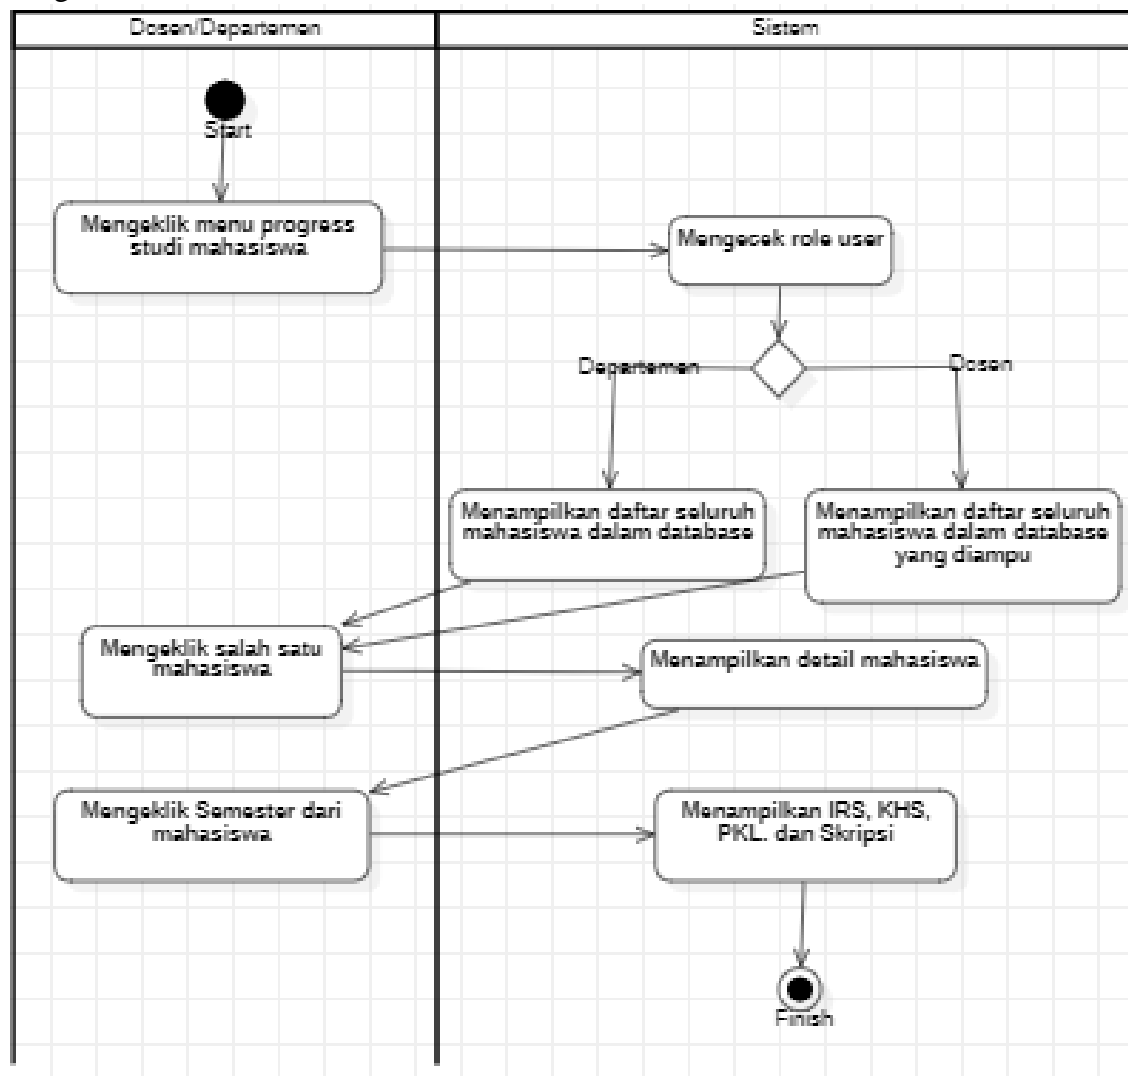 Dosen/Departemen
Sistem
Start
Mengeklik menu progress
studi mahasiswa
Mengecek role user
Departemen
Dosen
Menampilkan daftar seluruh
mahasiswa dalam database
Menampilkan daftar seluruh
mahasiswa dalam database
yang diampu
Mengeklik salah satu
mahasiswa
Menampilkan detail mahasiswa
Mengeklik Semester dari
mahasiswa
Menampilkan IRS, KHS,
PKL. dan Skripsi
Finish